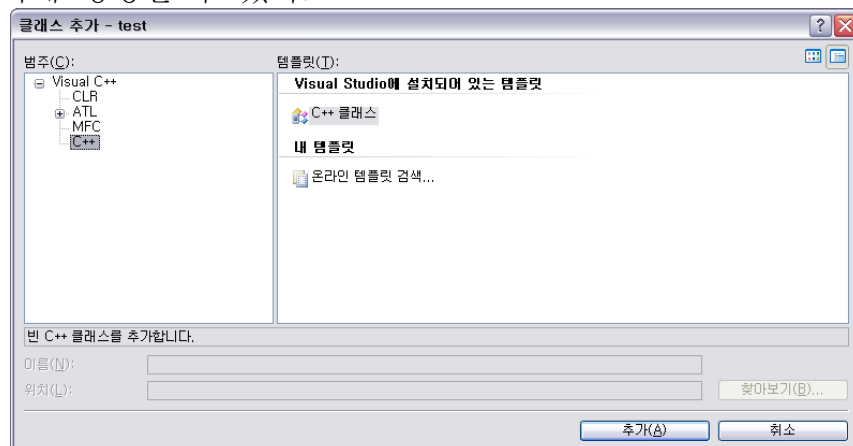 클래스 추가 - test
범주(C):
템플릿(T):
Visual C++
CLR
ATL
MFC
C++
Visual Studio에 설치되어 있는 템플릿
C++ 클래스
내 템플릿
온라인 템플릿 검색...
빈 C++ 클래스를 추가합니다.
이름(N):
위치(L):
찾아보기(B)...
추가(A)
취소